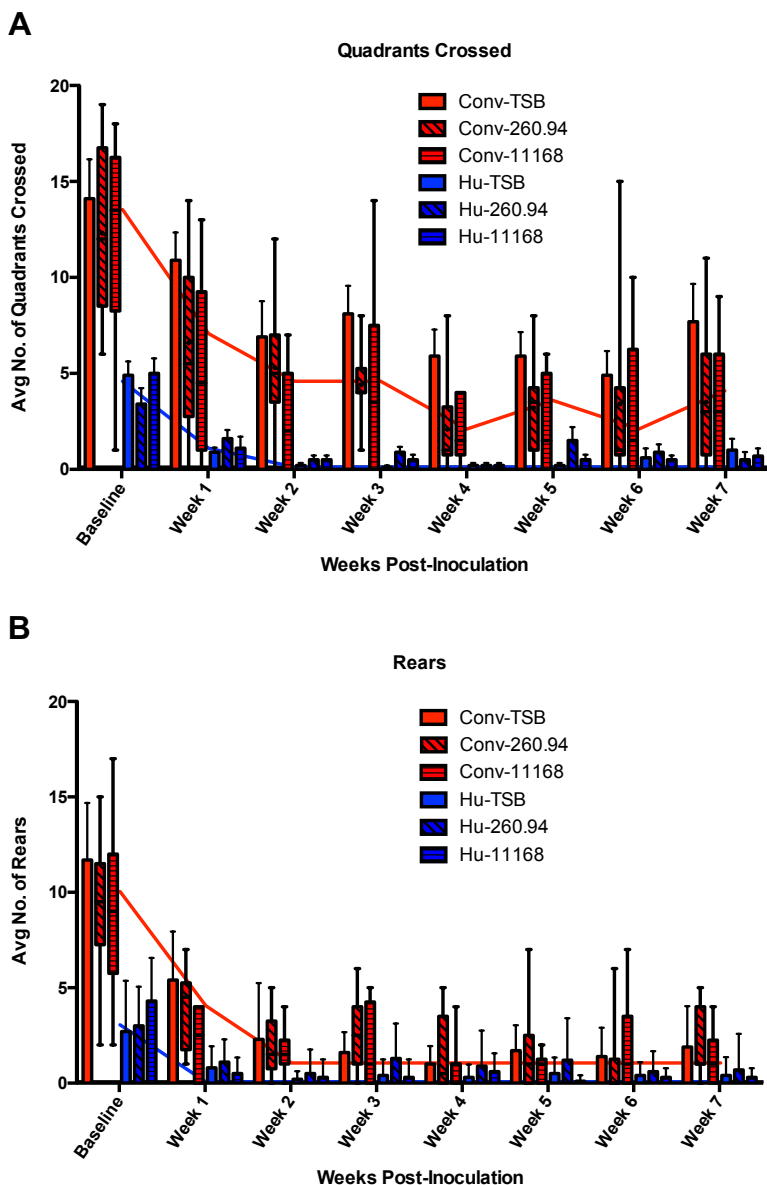 A
Quadrants Crossed
Avg No. of Quadrants Crossed
20
15
10
5
0
Conv-TSB
Conv-260.94
Conv-11168
Hu-TSB
Hu-260.94
Hu-11168
Baseline
Week 1
Week 2
Week 3
Week 4
Week 5
Week 6
Week 7
Weeks Post-Inoculation
B
Rears
Avg No. of Rears
20
15
10
5
0
Conv-TSB
Conv-260.94
Conv-11168
Hu-TSB
Hu-260.94
Hu-11168
Baseline
Week 1
Week 2
Week 3
Week 4
Week 5
Week 6
Week 7
Weeks Post-Inoculation